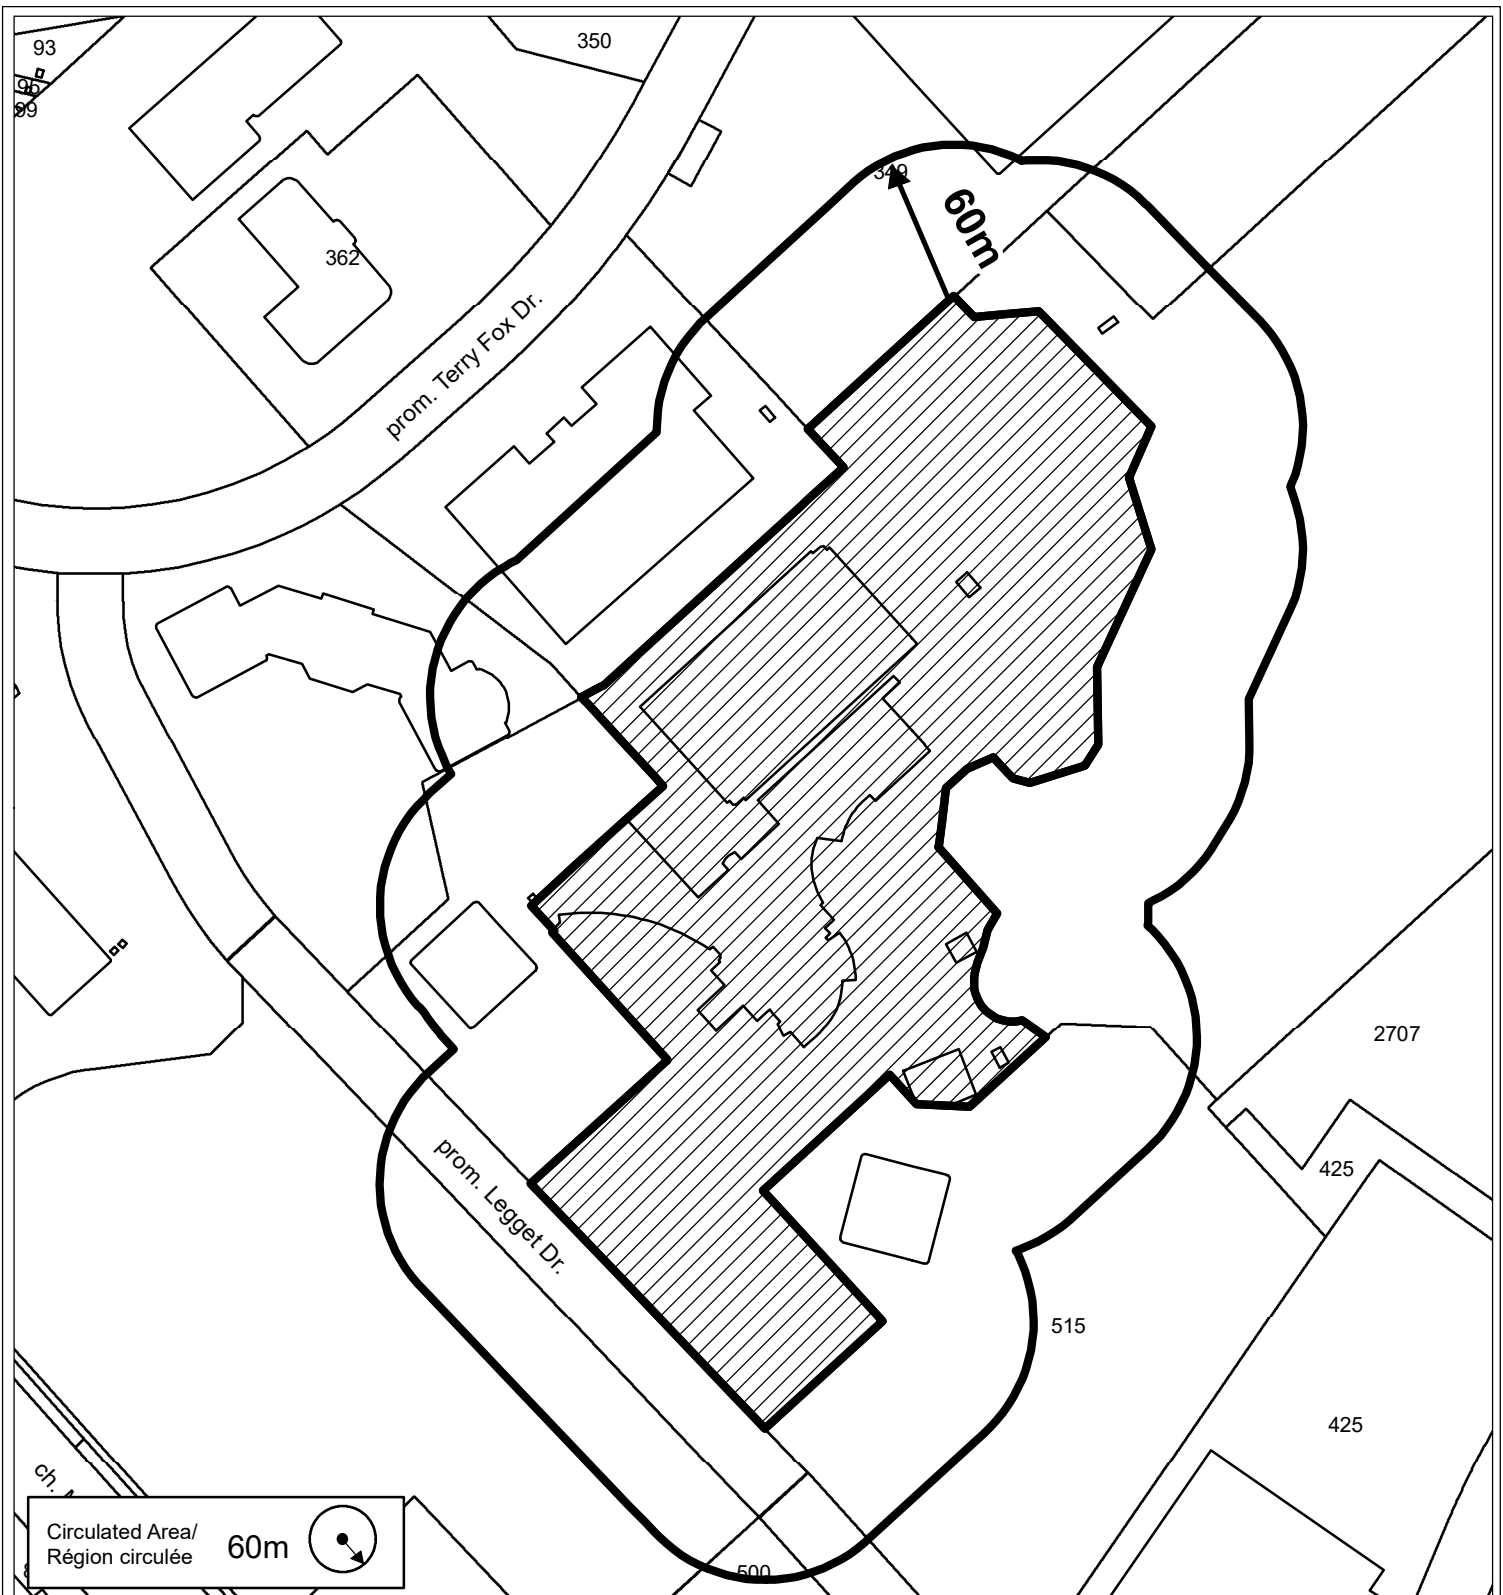 93
350
95
99
349
60m
362
prom. Terry Fox Dr.
2707
425
prom. Legget Dr.
515
425
ch.
Circulated Area/
Région circulée
60m
500